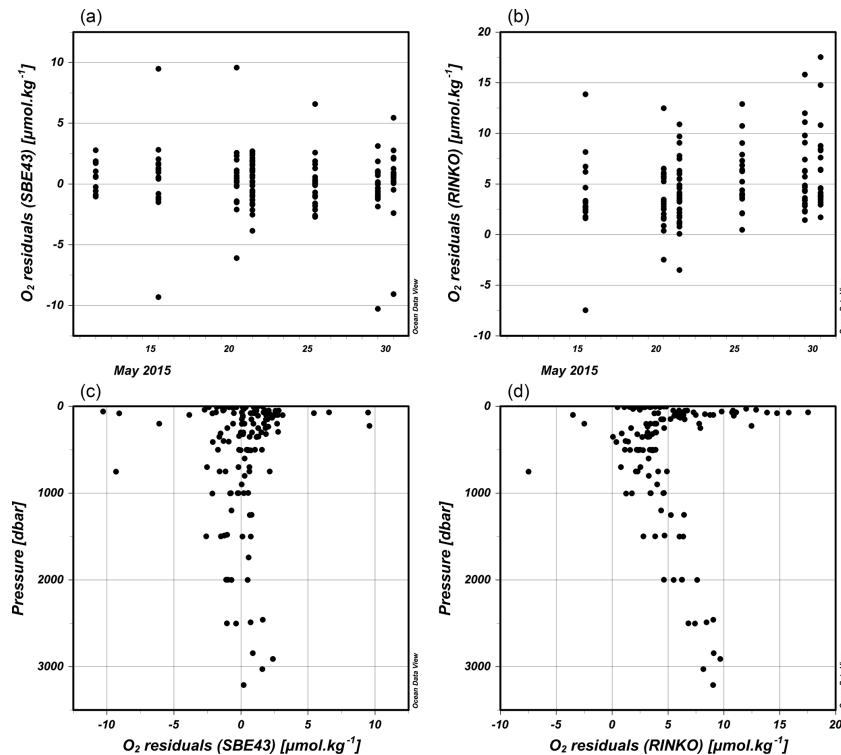 (a)
(b)
O₂ residuals (SBE43) [µmol.kg⁻¹]
10
5
0
-5
-10
15
20
25
30
May 2015
Ocean Data View
O₂ residuals (RINKO) [µmol.kg⁻¹]
20
15
10
5
0
-5
-10
15
20
25
30
May 2015
(c)
(d)
Pressure [dbar]
0
1000
2000
3000
-10
-5
0
5
10
O₂ residuals (SBE43) [µmol.kg⁻¹]
Ocean Data View
Pressure [dbar]
0
1000
2000
3000
-10
-5
0
5
10
15
20
O₂ residuals (RINKO) [µmol.kg⁻¹]